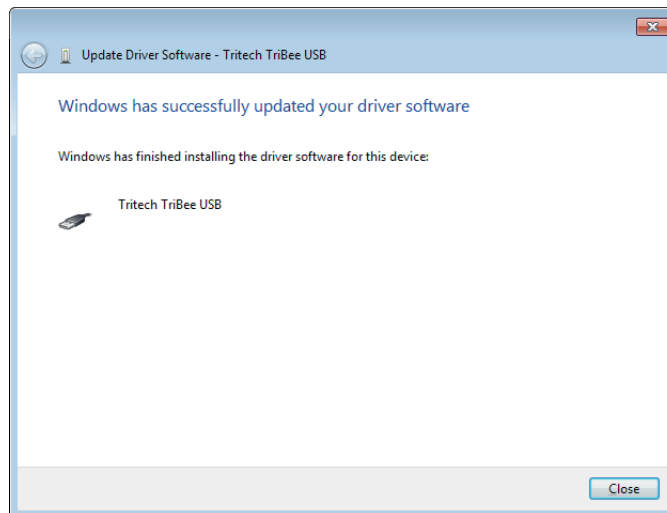 Update Driver Software - Tritech TriBee USB
Windows has successfully updated your driver software
Windows has finished installing the driver software for this device:
Tritech TriBee USB
Close